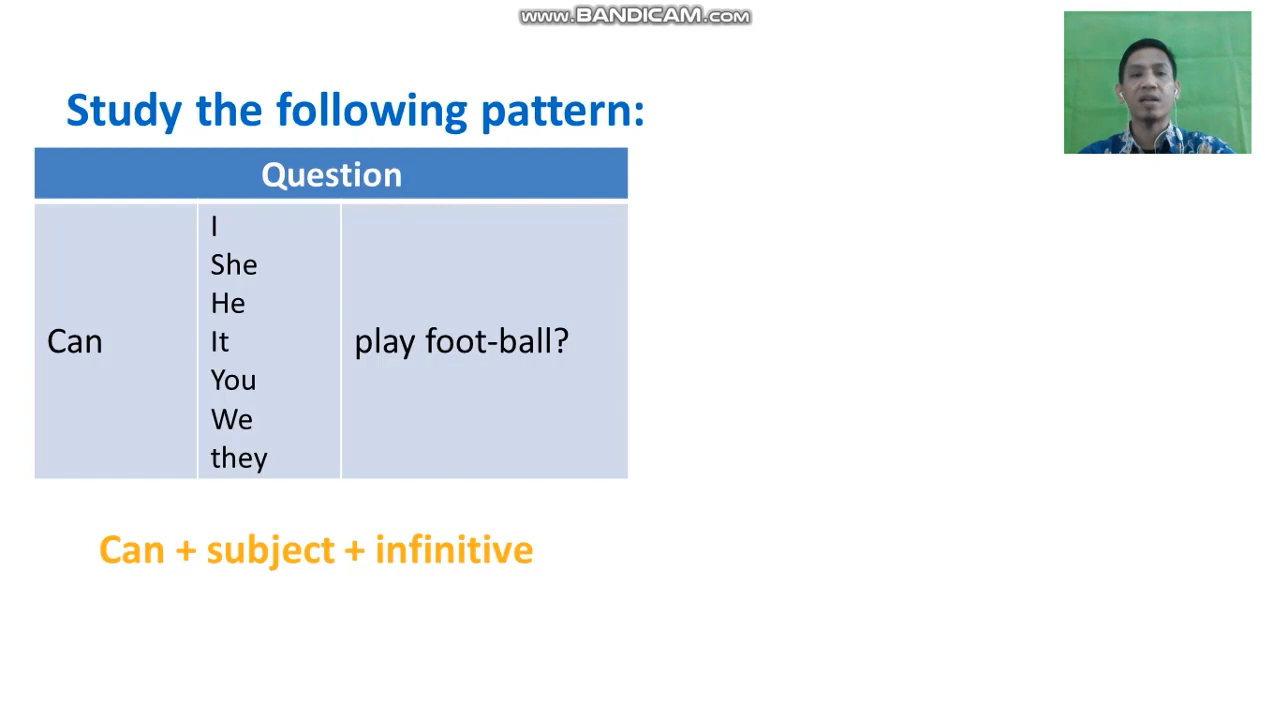 www.BANDICAM.com
Study the following pattern:
Question
Can
I
She
He
It
You
We
they
play foot-ball?
Can + subject + infinitive